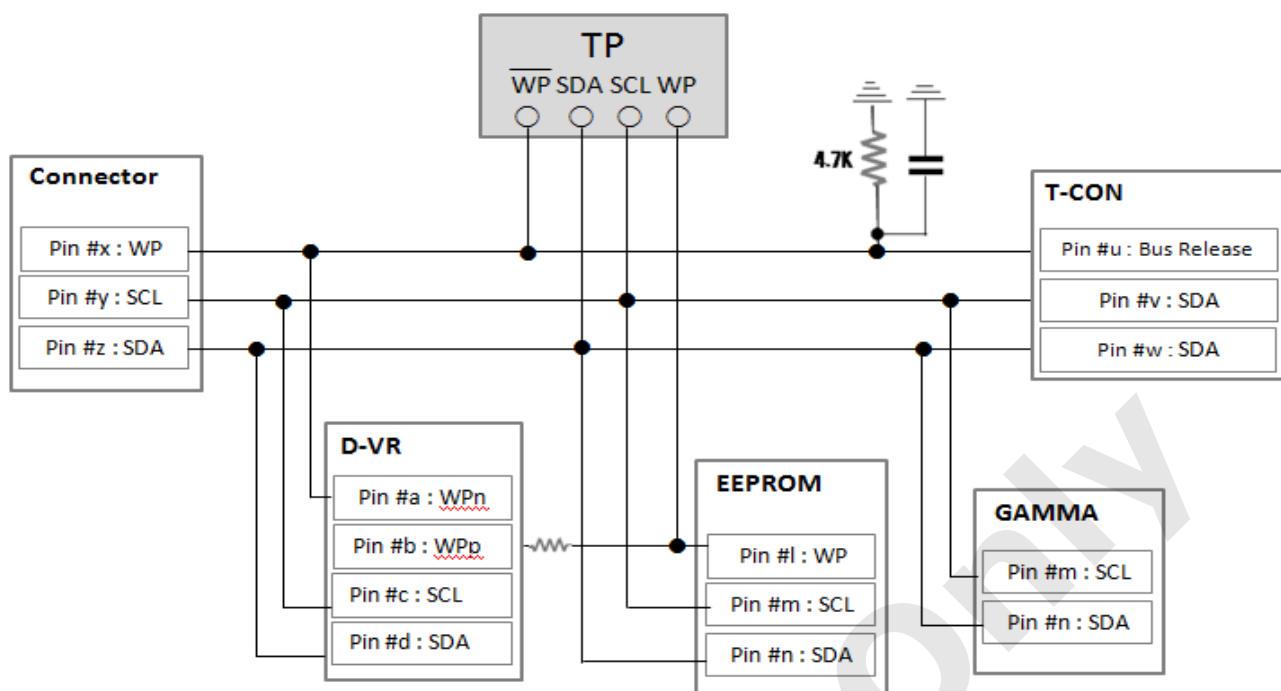 TP
WP SDA SCL WP
4.7K
Connector
Pin #x : WP
Pin #y : SCL
Pin #z : SDA
T-CON
Pin #u : Bus Release
Pin #v : SDA
Pin #w : SDA
D-VR
Pin #a : WPn
Pin #b : WPp
Pin #c : SCL
Pin #d : SDA
EEPROM
Pin #l : WP
Pin #m : SCL
Pin #n : SDA
GAMMA
Pin #m : SCL
Pin #n : SDA
Only